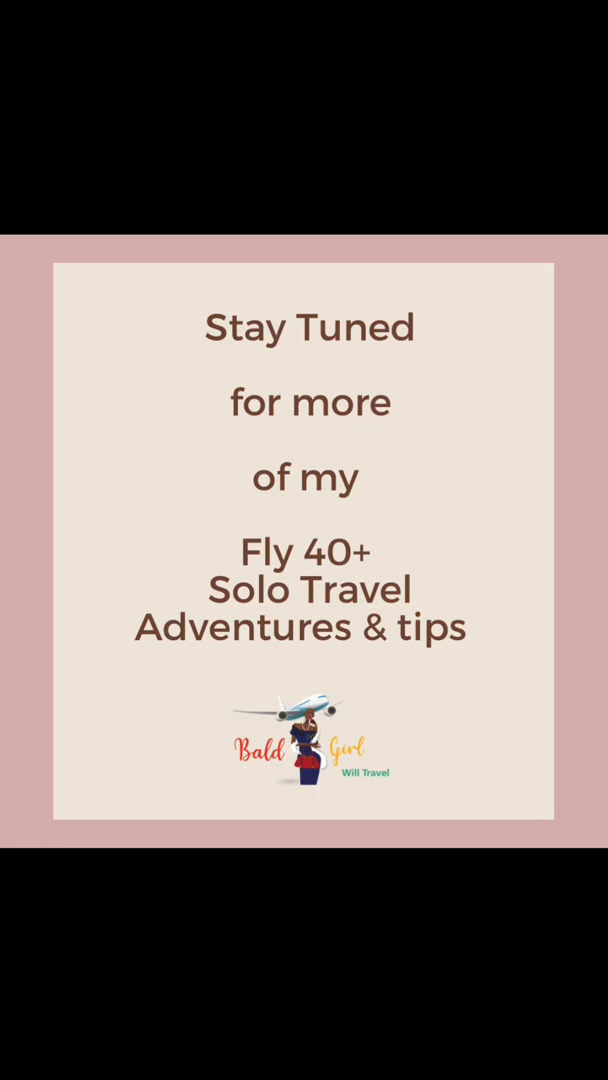 Stay Tuned
for more
of my
Fly 40+
Solo Travel
Adventures & tips
Bald Girl
Will Travel